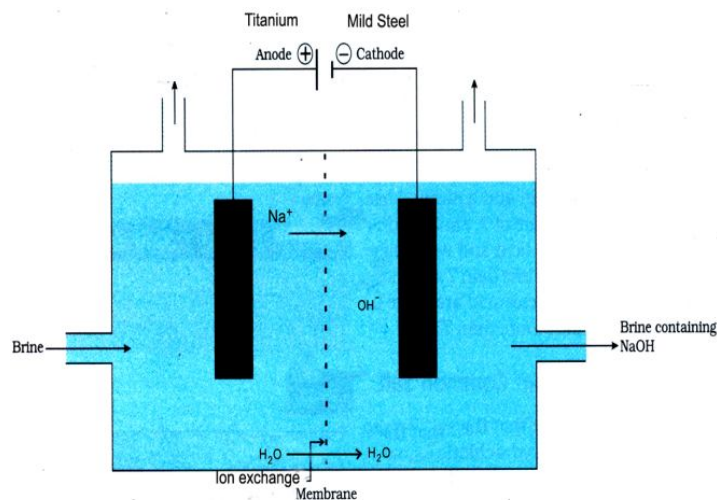 Titanium Mild Steel
Anode + − Cathode
Na⁺
OH⁻
Brine
Brine containing
NaOH
H₂O H₂O
Ion exchange
Membrane